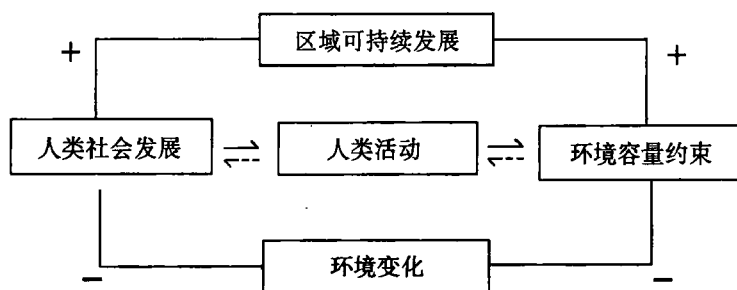 区域可持续发展
+
+
人类社会发展
人类活动
环境容量约束
环境变化
−
−